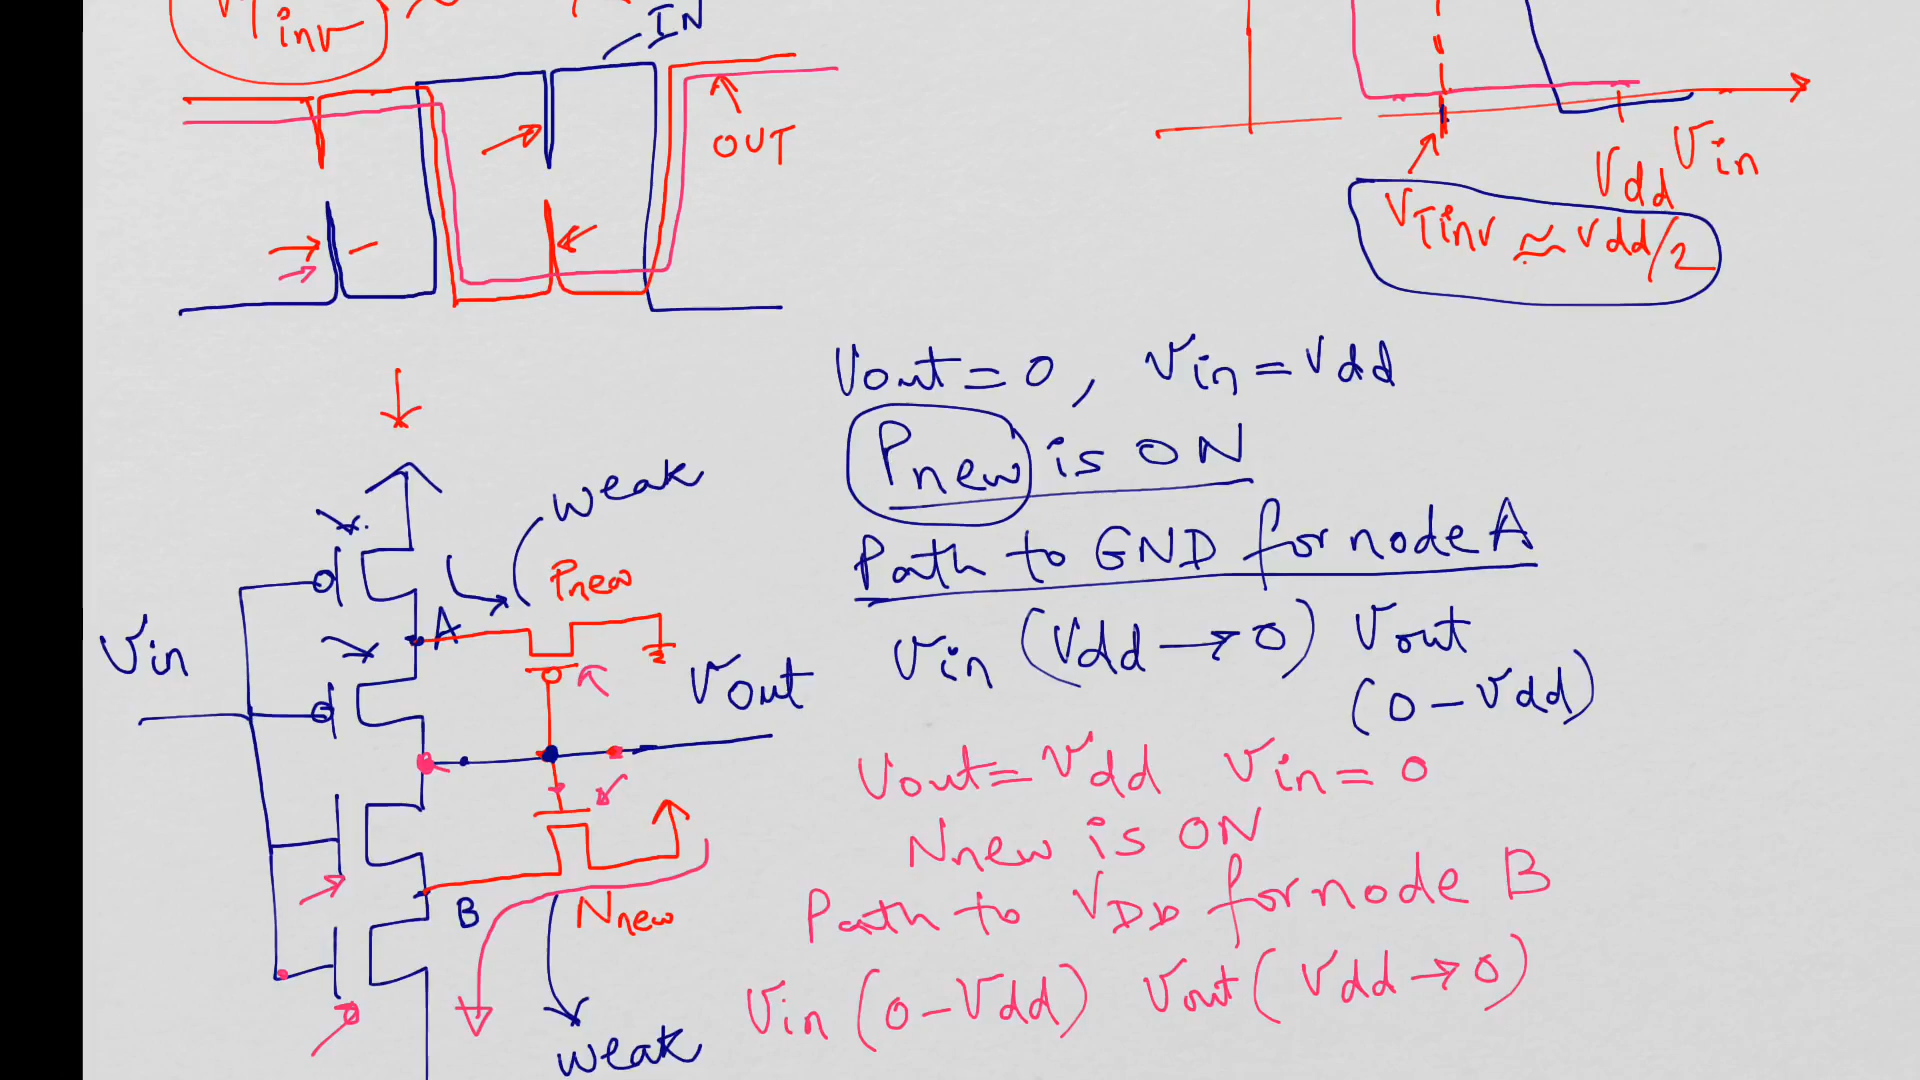 VTinv ≈
IN
OUT
Vin
Vdd
VTinv ≈ Vdd/2
Vout = 0, Vin = Vdd
Pnew is ON
Path to GND for node A
Vin (Vdd → 0) Vout
(0 - Vdd)
Vout = Vdd Vin = 0
Nnew is ON
Path to VDD for node B
Vin (0 - Vdd) Vout (Vdd → 0)
weak
Pnew
A
Vin
Vout
B
Nnew
weak